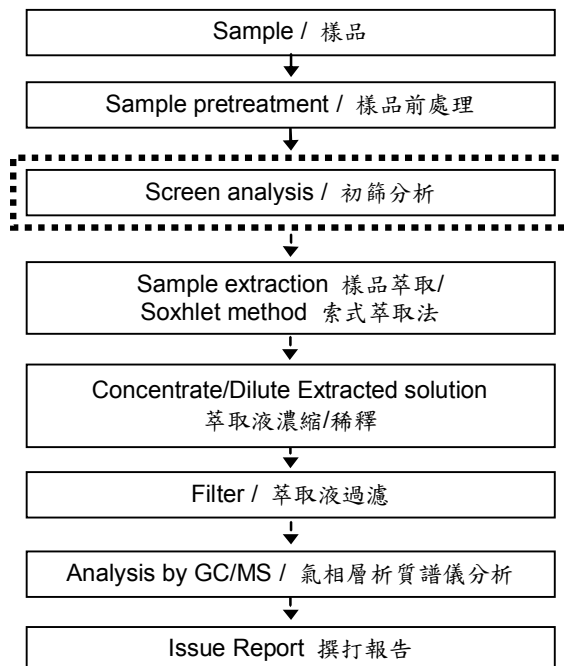 Sample / 樣品
Sample pretreatment / 樣品前處理
Screen analysis / 初篩分析
Sample extraction 樣品萃取/
Soxhlet method 索式萃取法
Concentrate/Dilute Extracted solution
萃取液濃縮/稀釋
Filter / 萃取液過濾
Analysis by GC/MS / 氣相層析質譜儀分析
Issue Report 撰打報告